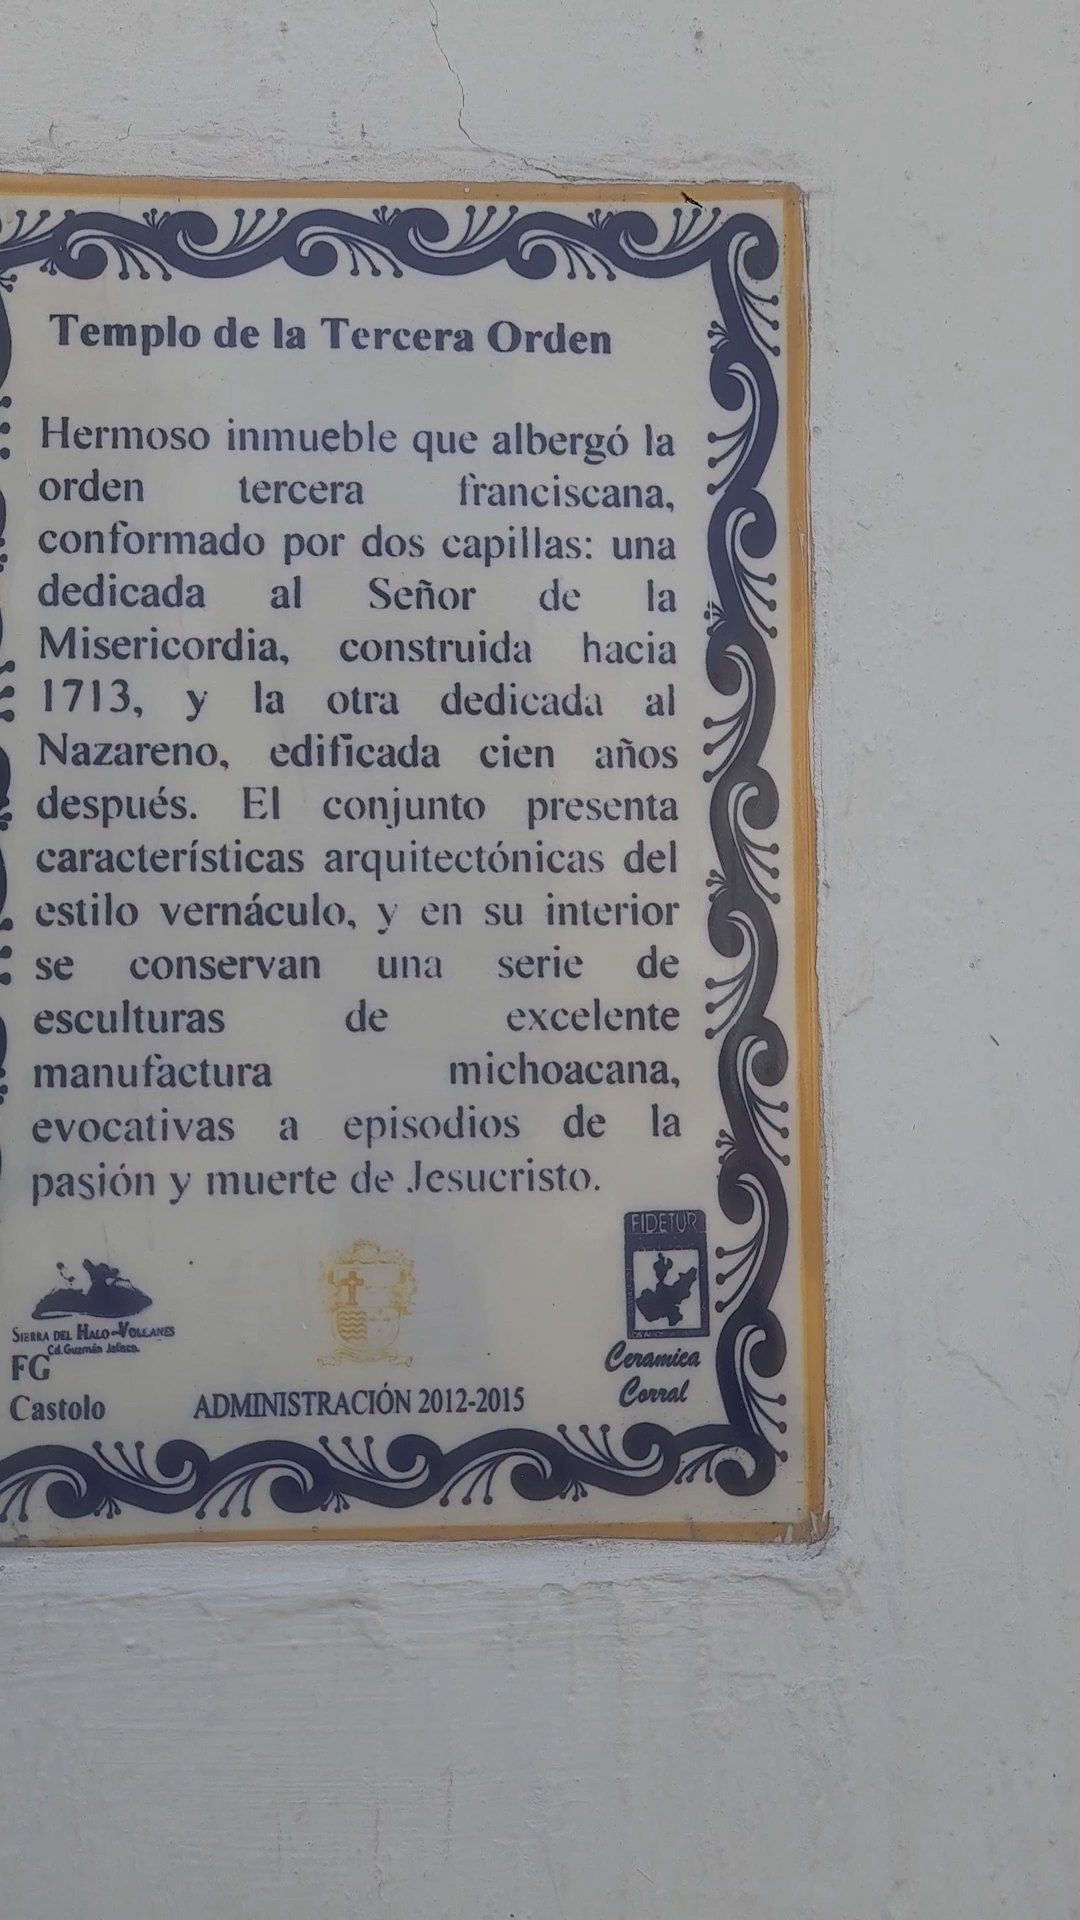 Templo de la Tercera Orden
Hermoso inmueble que albergó la
orden tercera franciscana,
conformado por dos capillas: una
dedicada al Señor de la
Misericordia, construida hacia
1713, y la otra dedicada al
Nazareno, edificada cien años
después. El conjunto presenta
características arquitectónicas del
estilo vernáculo, y en su interior
se conservan una serie de
esculturas de excelente
manufactura michoacana,
evocativas a episodios de la
pasión y muerte de Jesucristo.
SIERRA DEL HALO-VOLCANES
Cd. Guzmán Jalisco.
FG
Castolo
ADMINISTRACIÓN 2012-2015
FIDETUR
Ceramica
Corral